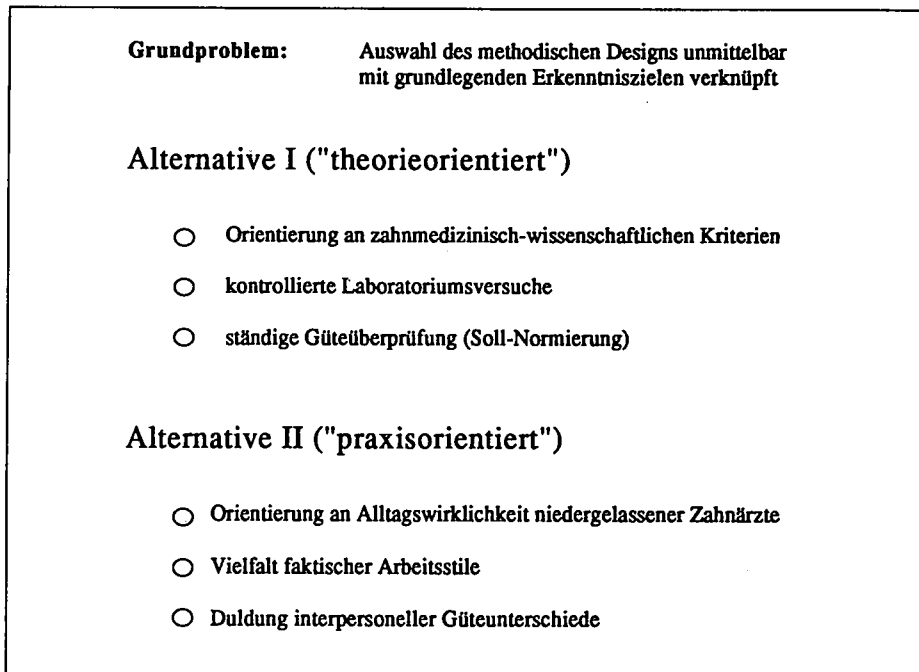 Grundproblem: Auswahl des methodischen Designs unmittelbar
mit grundlegenden Erkenntniszielen verknüpft
Alternative I ("theorieorientiert")
Orientierung an zahnmedizinisch-wissenschaftlichen Kriterien
kontrollierte Laboratoriumsversuche
ständige Güteüberprüfung (Soll-Normierung)
Alternative II ("praxisorientiert")
Orientierung an Alltagswirklichkeit niedergelassener Zahnärzte
Vielfalt faktischer Arbeitsstile
Duldung interpersoneller Güteunterschiede